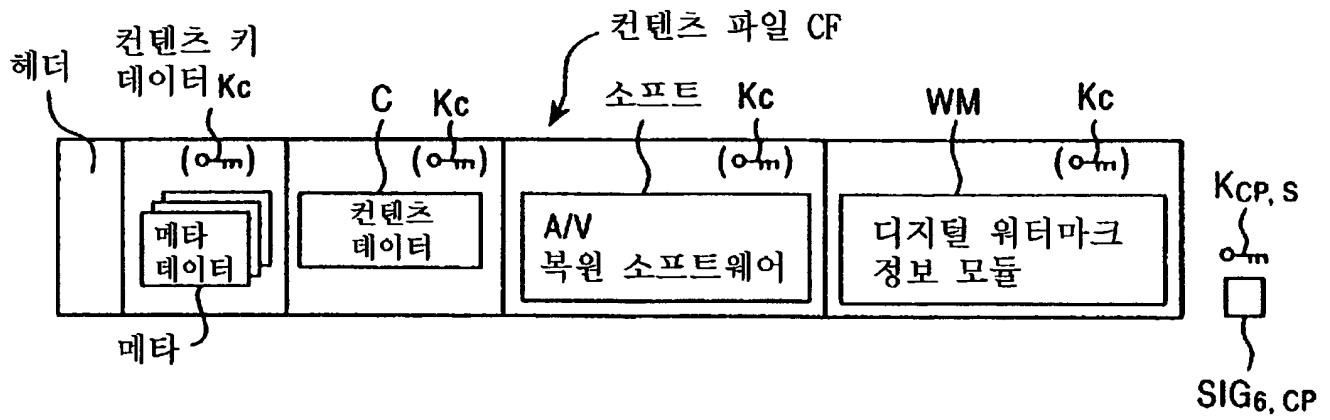 컨텐츠 파일 CF
헤더
컨텐츠 키
데이터 Kc
C
Kc
소프트
Kc
WM
Kc
메타
데이터
컨텐츠
데이터
A/V
복원 소프트웨어
디지털 워터마크
정보 모듈
KCP, S
메타
SIG6, CP